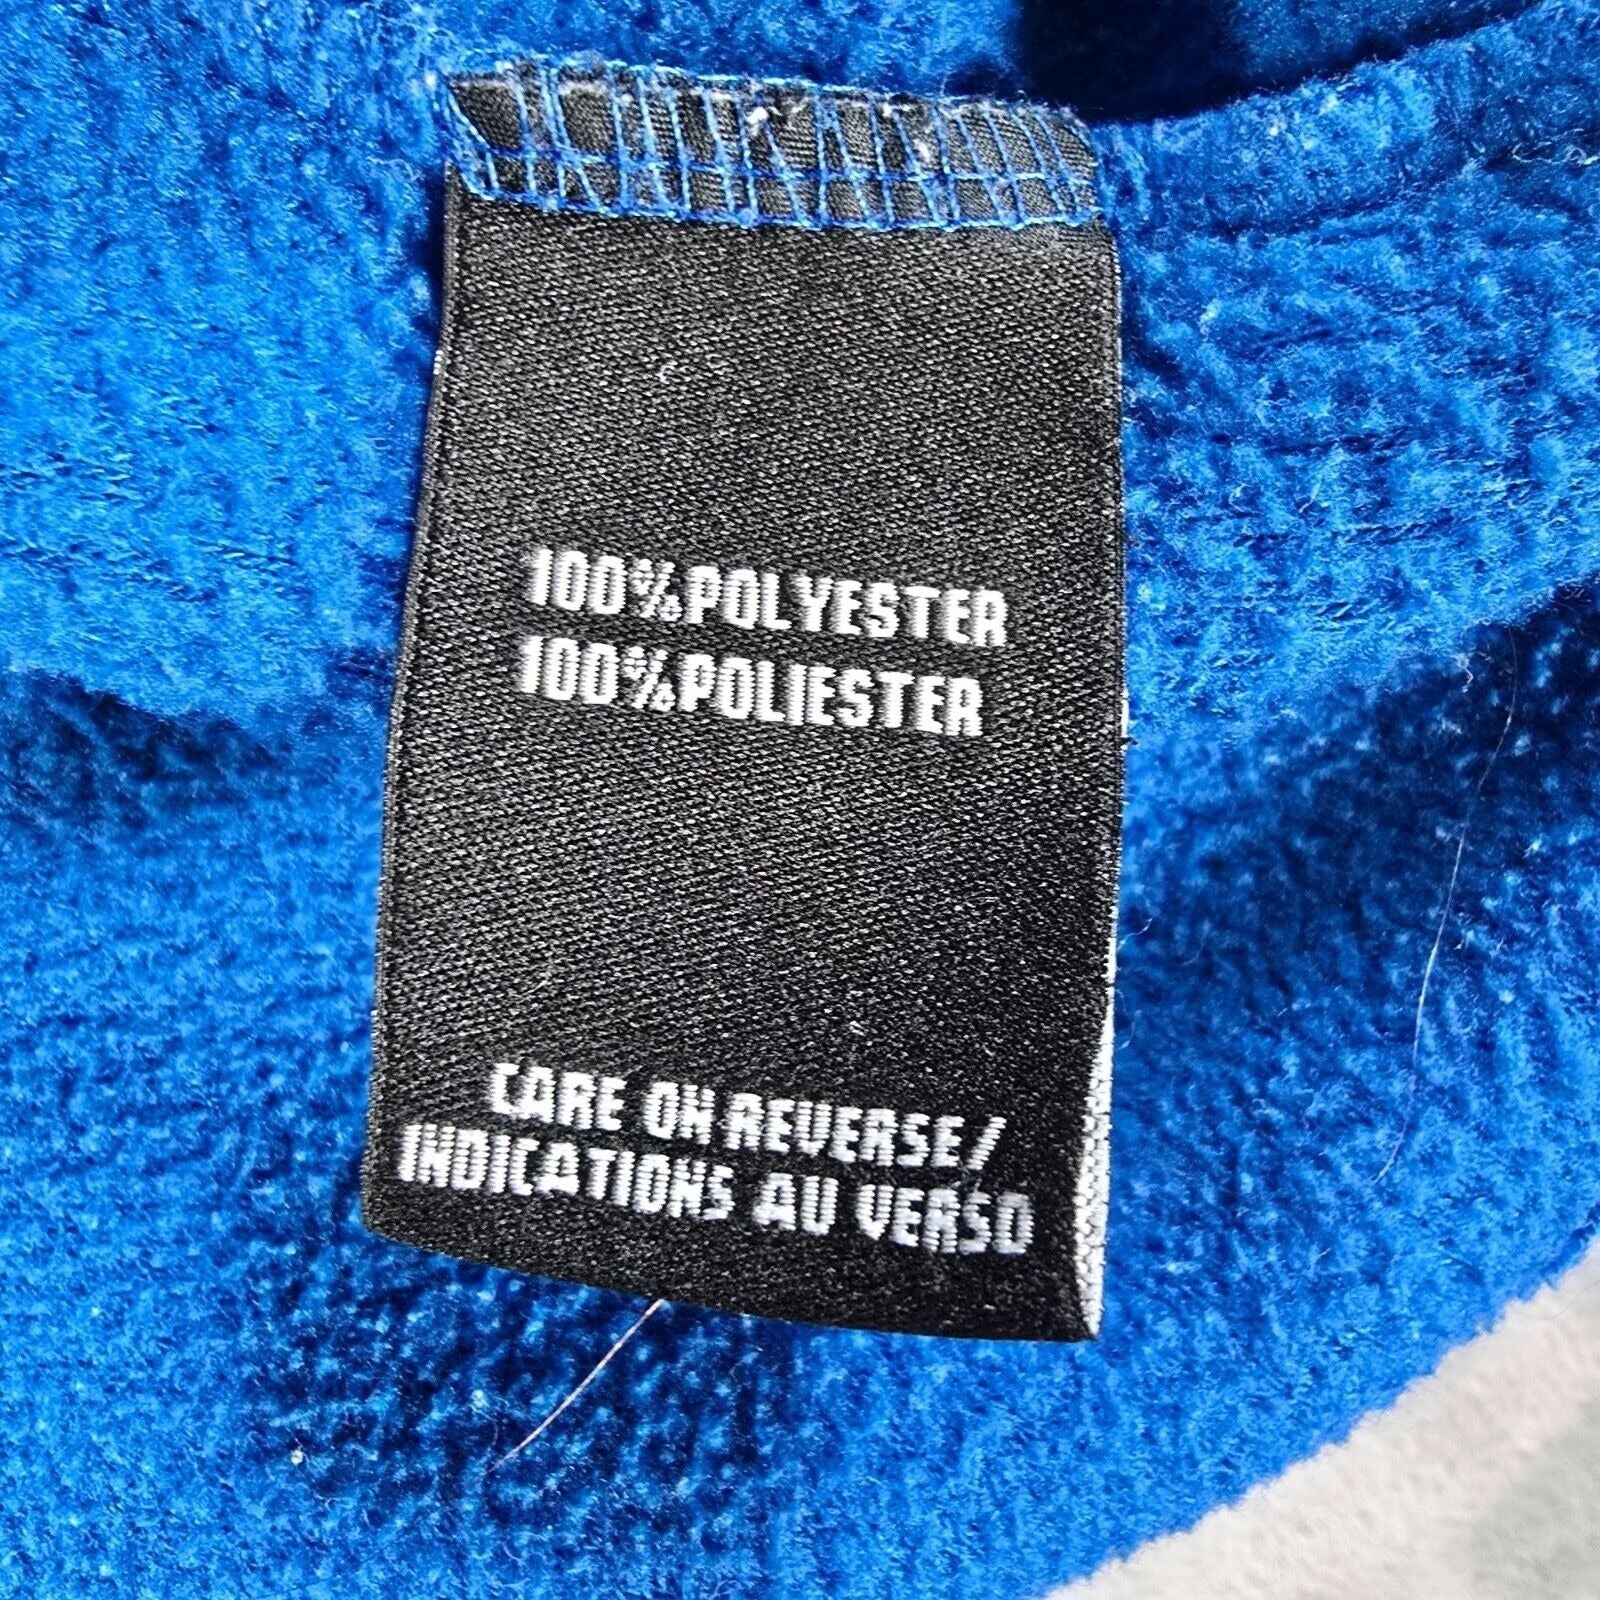 100% POLYESTER
100% POLIESTER
CARE ON REVERSE/
INDICATIONS AU VERSO